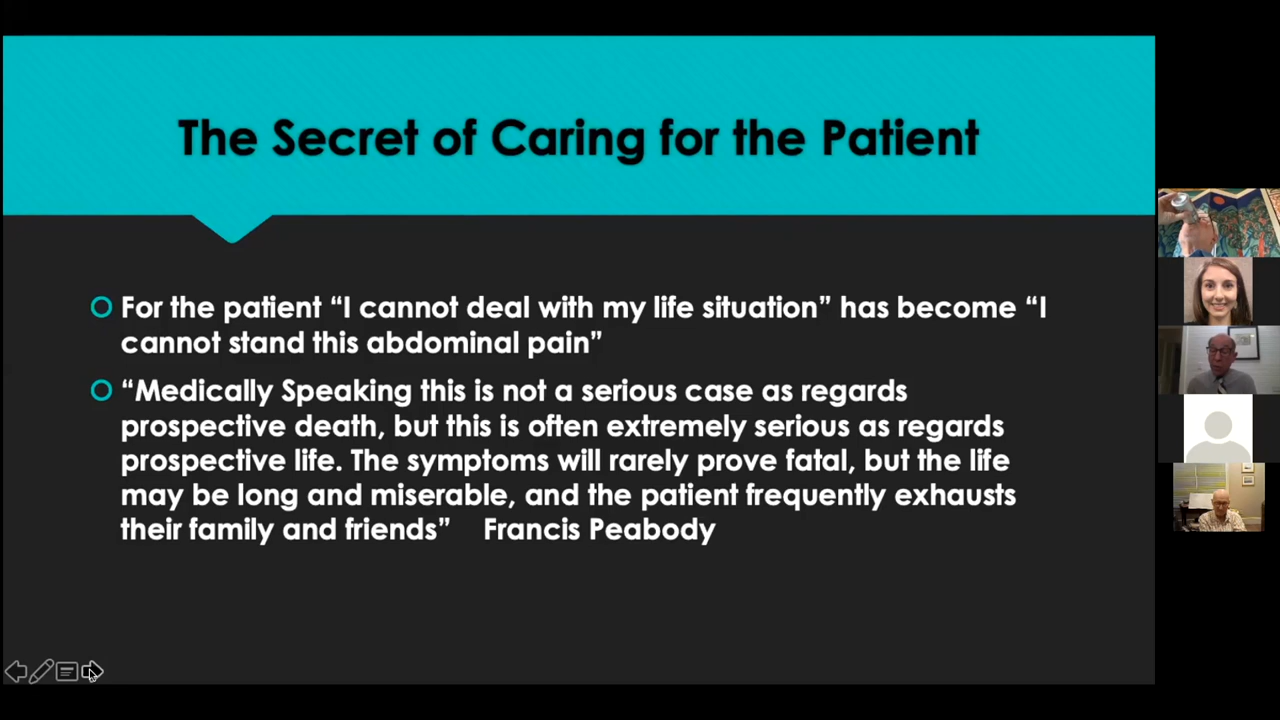 The Secret of Caring for the Patient
For the patient “I cannot deal with my life situation” has become “I
cannot stand this abdominal pain”
“Medically Speaking this is not a serious case as regards
prospective death, but this is often extremely serious as regards
prospective life. The symptoms will rarely prove fatal, but the life
may be long and miserable, and the patient frequently exhausts
their family and friends” Francis Peabody